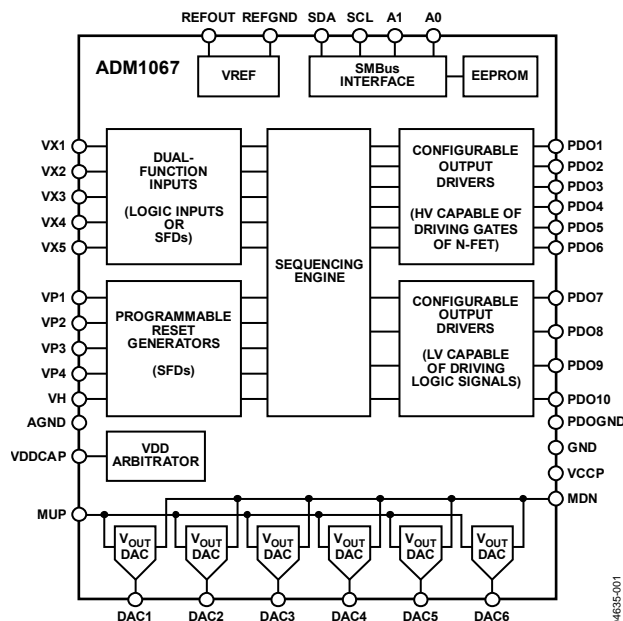 REFOUT REFGND SDA SCL A1 A0
ADM1067
VREF
SMBus
INTERFACE
EEPROM
VX1
VX2
VX3
VX4
VX5
DUAL-
FUNCTION
INPUTS
(LOGIC INPUTS
OR
SFDs)
SEQUENCING
ENGINE
CONFIGURABLE
OUTPUT
DRIVERS
(HV CAPABLE OF
DRIVING GATES
OF N-FET)
PDO1
PDO2
PDO3
PDO4
PDO5
PDO6
VP1
VP2
VP3
VP4
VH
PROGRAMMABLE
RESET
GENERATORS
(SFDs)
CONFIGURABLE
OUTPUT
DRIVERS
(LV CAPABLE
OF DRIVING
LOGIC SIGNALS)
PDO7
PDO8
PDO9
PDO10
AGND
PDOGND
VDDCAP
VDD
ARBITRATOR
GND
VCCP
MUP
MDN
VOUT
DAC
VOUT
DAC
VOUT
DAC
VOUT
DAC
VOUT
DAC
VOUT
DAC
DAC1 DAC2 DAC3 DAC4 DAC5 DAC6